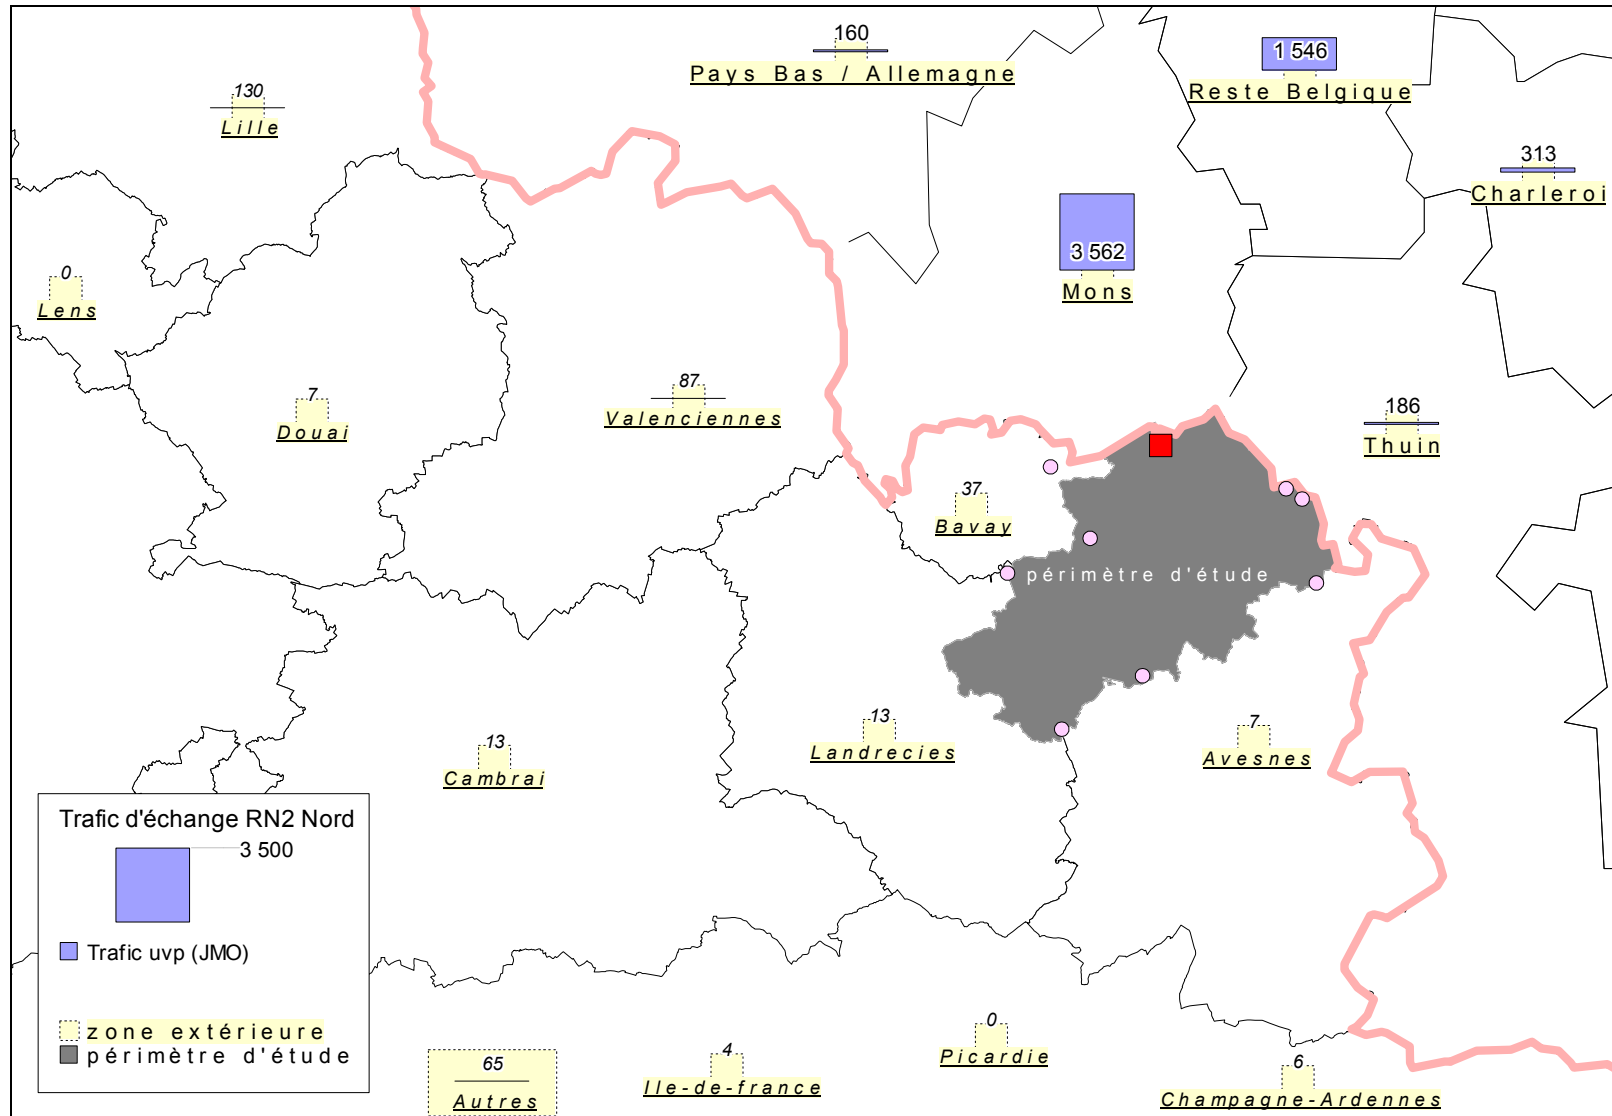 160
Pays Bas / Allemagne
1 546
Reste Belgique
130
Lille
313
Charleroi
3 562
Mons
0
Lens
7
Douai
87
Valenciennes
186
Thuin
37
Bavay
périmètre d'étude
13
Landrecies
7
Avesnes
13
Cambrai
Trafic d'échange RN2 Nord
3 500
Trafic uvp (JMO)
zone extérieure
périmètre d'étude
65
Autres
4
Ile-de-france
0
Picardie
6
Champagne-Ardennes